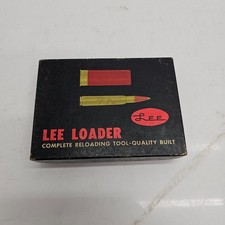 Lee
LEE LOADER
COMPLETE RELOADING TOOL-QUALITY BUILT